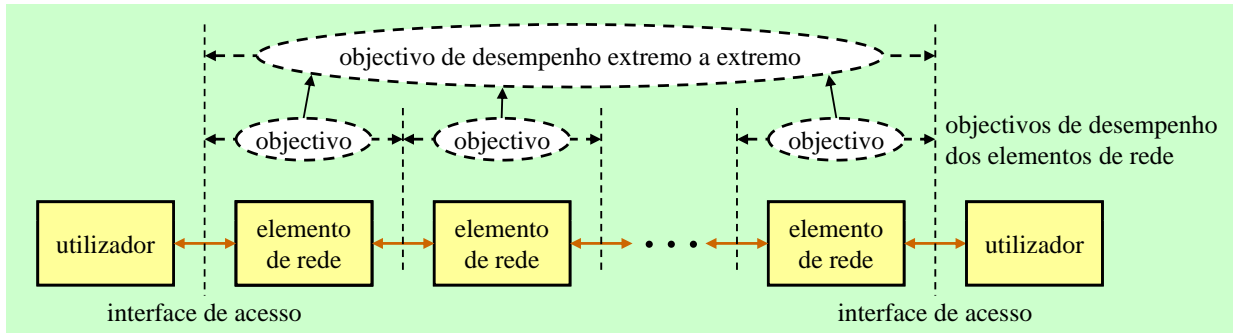 objectivo de desempenho extremo a extremo
objectivo
objectivo
objectivo
objectivos de desempenho
dos elementos de rede
utilizador
elemento
de rede
elemento
de rede
elemento
de rede
utilizador
interface de acesso
interface de acesso